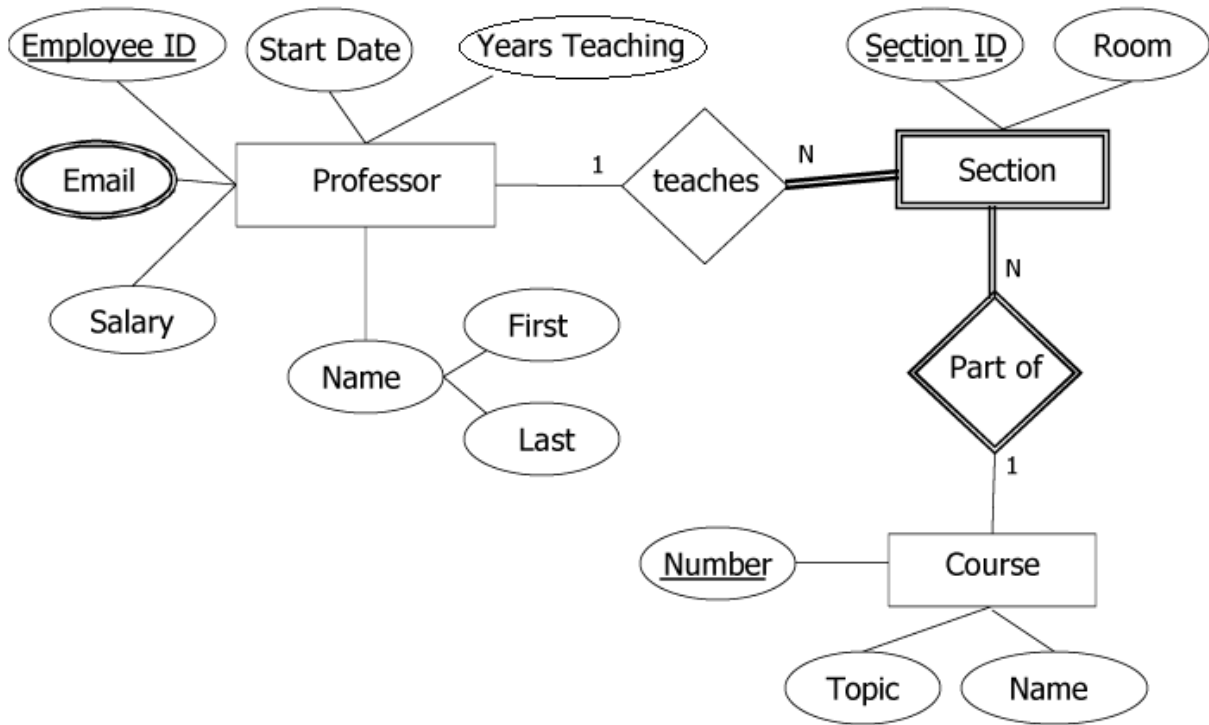 Employee ID
Start Date
Years Teaching
Section ID
Room
Email
Professor
1
teaches
N
Section
Salary
Name
First
Last
N
Part of
1
Number
Course
Topic
Name